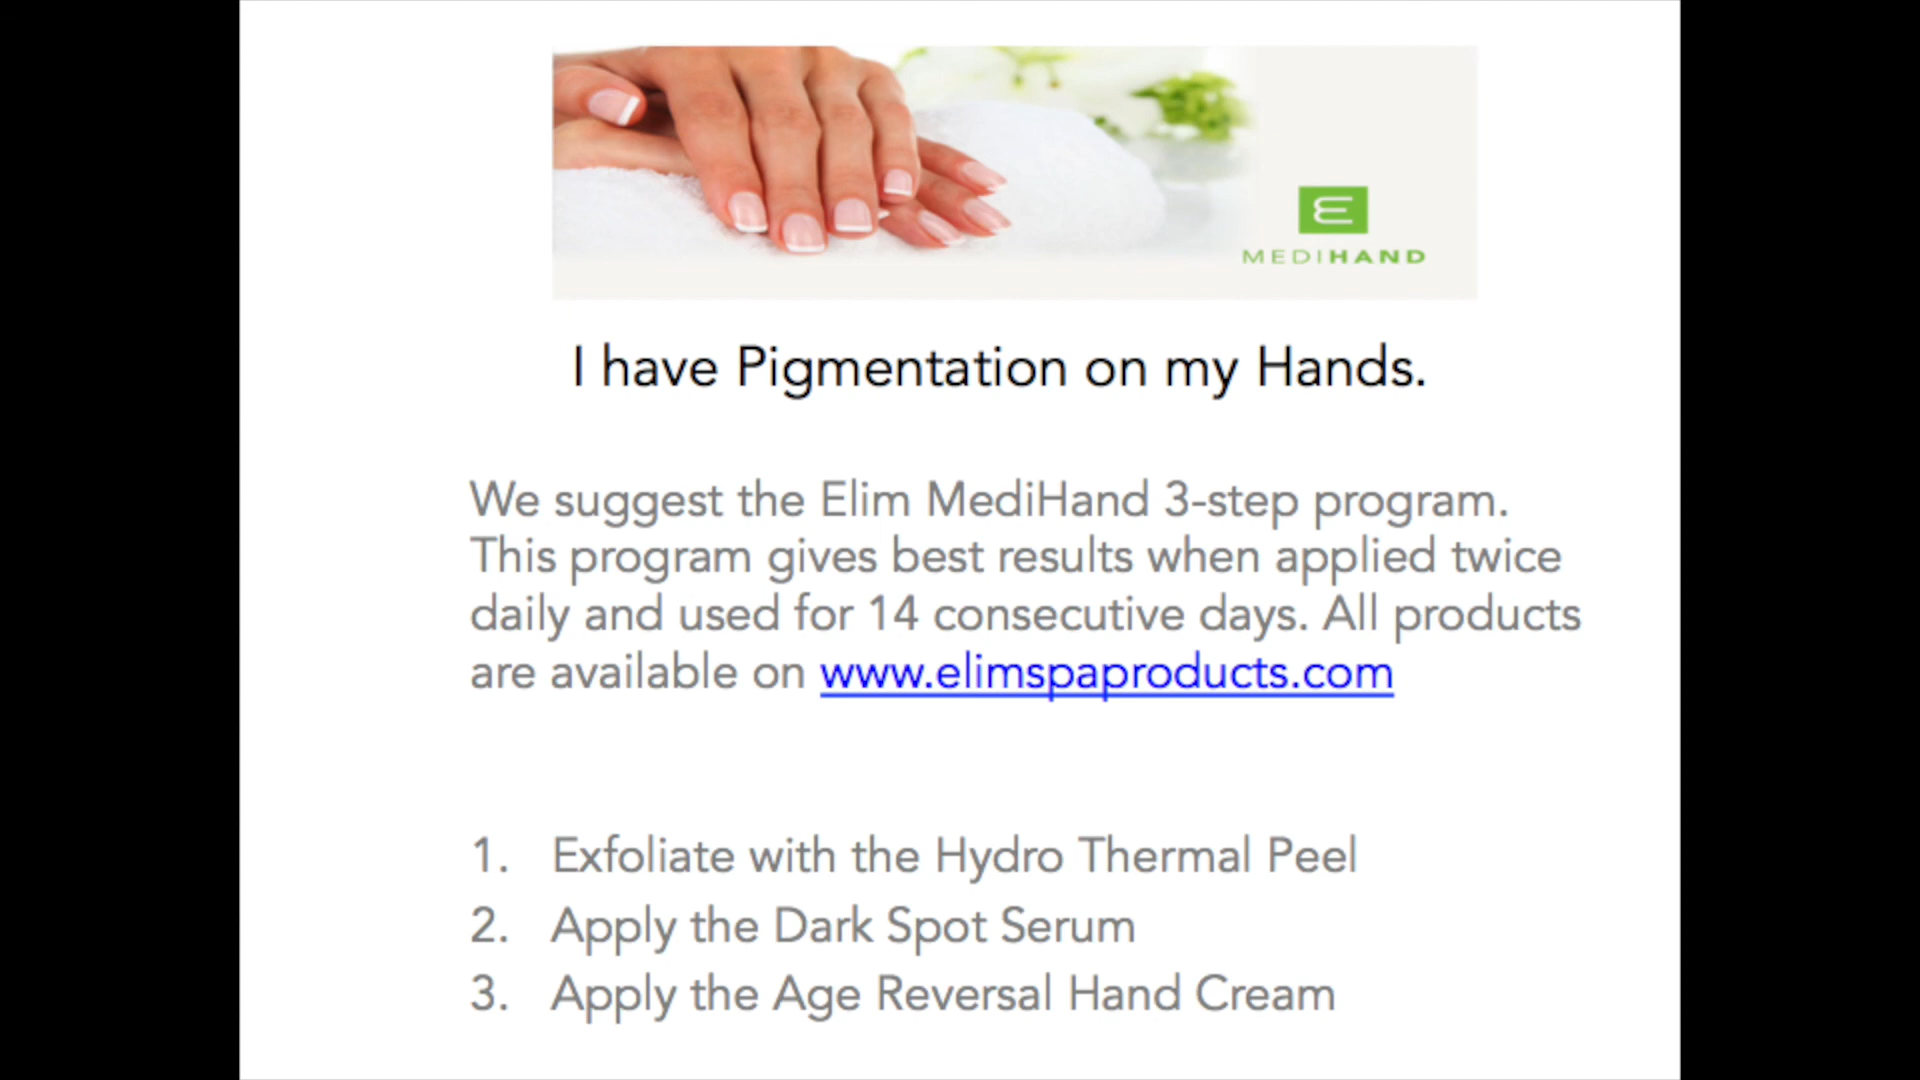 MEDIHAND
I have Pigmentation on my Hands.
We suggest the Elim MediHand 3-step program.
This program gives best results when applied twice
daily and used for 14 consecutive days. All products
are available on www.elimspaproducts.com
1. Exfoliate with the Hydro Thermal Peel
2. Apply the Dark Spot Serum
3. Apply the Age Reversal Hand Cream